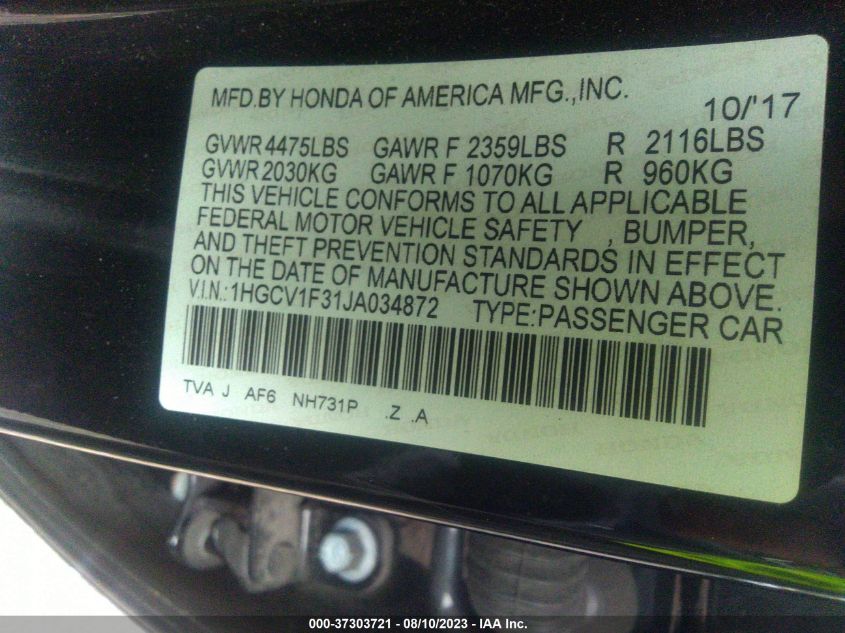 MFD.BY HONDA OF AMERICA MFG.,INC. 10/'17
GVWR 4475LBS GAWR F 2359LBS R 2116LBS
GVWR 2030KG GAWR F 1070KG R 960KG
THIS VEHICLE CONFORMS TO ALL APPLICABLE
FEDERAL MOTOR VEHICLE SAFETY , BUMPER,
AND THEFT PREVENTION STANDARDS IN EFFECT
ON THE DATE OF MANUFACTURE SHOWN ABOVE.
V.I.N.:1HGCV1F31JA034872 TYPE:PASSENGER CAR
TVA J AF6 NH731P .Z .A
000-37303721 — 08/10/2023 - IAA Inc.